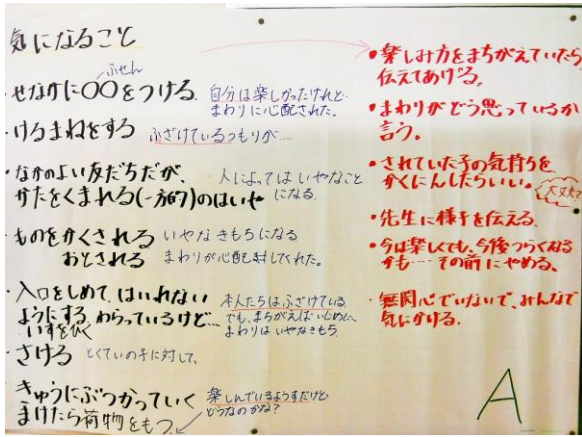 気になること
ふせん
・せなかに〇〇をつける
自分は楽しかったけれど
まわりに心配された。
・けるまねをする
ふざけているつもりが…
・なかのよい友だちだが、
かたをくまれる(一方的)のはいや
人によってはいやなこと
になる
・ものをかくされる
おとされる
いやなきもちになる
まわりが心配してくれた。
・入口をしめて、はいれない
ようにする、わらっているけど…
いすをひく
本人たちはふざけている
でも、まちがえばいじめに、
まわりはいやなきもち
・さける
とくていの子に対して、
・きゅうにぶつかっていく
まけたら荷物をもつ
楽しんでいるようすだけど
どうなのかな?
・楽しみ方をまちがえていたら
伝えてあげる。
・まわりがどう思っているか
言う。
・されていた子の気持ちを
かくにんしたらいい。
大丈夫?
・先生に様子を伝える
・今は楽しくても、今後つらくなる
かも…その前にやめる。
・無関心でいないで、みんなで
気にかける.
A